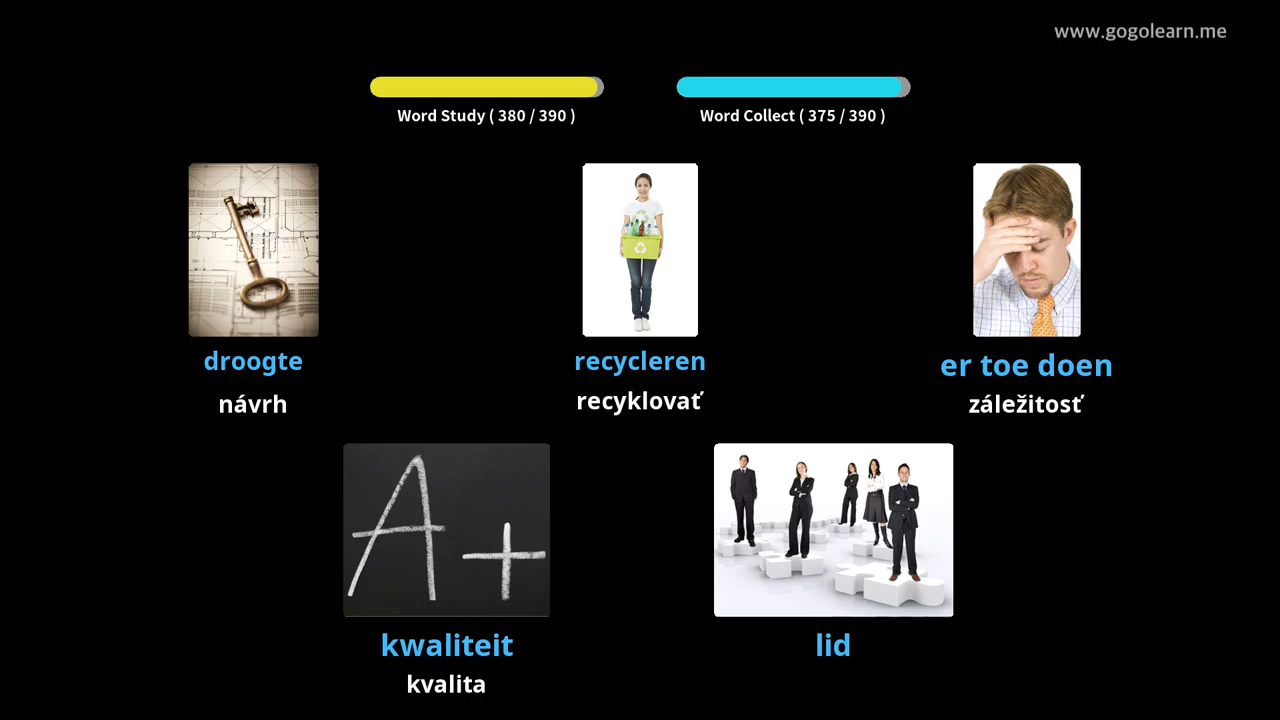 www.gogolearn.me
Word Study ( 380 / 390 )
Word Collect ( 375 / 390 )
droogte
návrh
recycleren
recyklovať
er toe doen
záležitosť
A+
kwaliteit
kvalita
lid